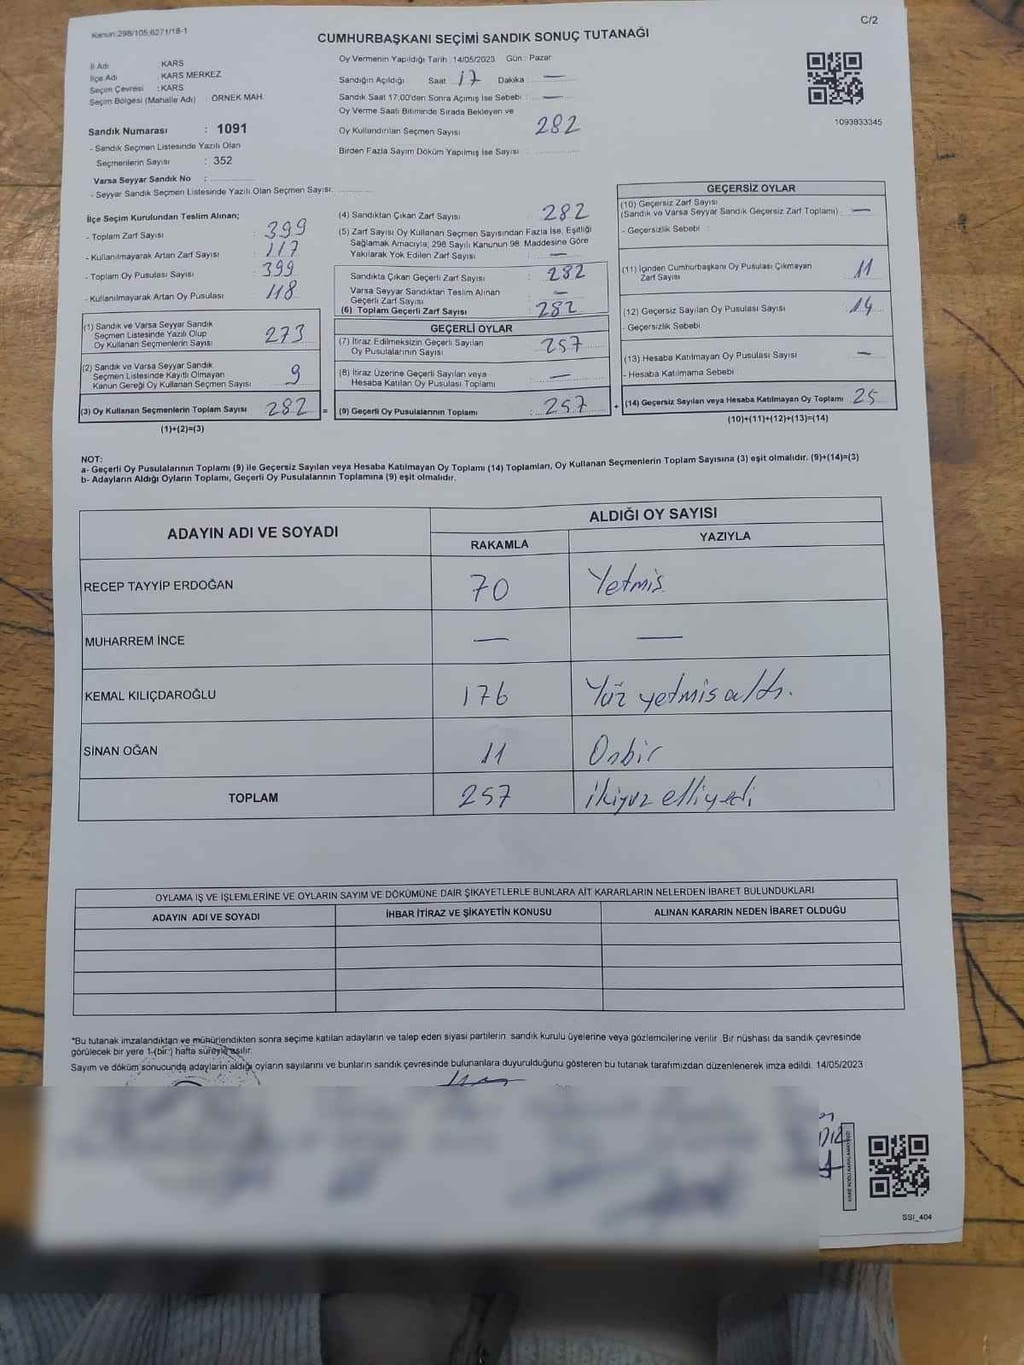 Kanun:298/105;6271/18-1
C/2
CUMHURBAŞKANI SEÇİMİ SANDIK SONUÇ TUTANAĞI
İl Adı : KARS
İlçe Adı : KARS MERKEZ
Seçim Çevresi : KARS
Seçim Bölgesi (Mahalle Adı) : ÖRNEK MAH.
Sandık Numarası : 1091
- Sandık Seçmen Listesinde Yazılı Olan
Seçmenlerin Sayısı : 352
Varsa Seyyar Sandık No :
- Seyyar Sandık Seçmen Listesinde Yazılı Olan Seçmen Sayısı:
Oy Vermenin Yapıldığı Tarih : 14/05/2023 Gün : Pazar
Sandığın Açıldığı Saat 17 Dakika —
Sandık Saat 17.00'den Sonra Açımış İse Sebebi : —
Oy Verme Saati Bitiminde Sırada Bekleyen ve
Oy Kullandırılan Seçmen Sayısı : 282
Birden Fazla Sayım Döküm Yapılmış İse Sayısı :
1093833345
İlçe Seçim Kurulundan Teslim Alınan;
- Toplam Zarf Sayısı : 399
- Kullanılmayarak Artan Zarf Sayısı : 117
- Toplam Oy Pusulası Sayısı : 399
- Kullanılmayarak Artan Oy Pusulası : 118
(1) Sandık ve Varsa Seyyar Sandık
Seçmen Listesinde Yazılı Olup
Oy Kullanan Seçmenlerin Sayısı : 273
(2) Sandık ve Varsa Seyyar Sandık
Seçmen Listesinde Kayıtlı Olmayan
Kanun Gereği Oy Kullanan Seçmen Sayısı : 9
(3) Oy Kullanan Seçmenlerin Toplam Sayısı : 282 =
(1)+(2)=(3)
(4) Sandıktan Çıkan Zarf Sayısı : 282
(5) Zarf Sayısı Oy Kullanan Seçmen Sayısından Fazla İse, Eşitliği
Sağlamak Amacıyla; 298 Sayılı Kanunun 98. Maddesine Göre
Yakılarak Yok Edilen Zarf Sayısı : —
Sandıkta Çıkan Geçerli Zarf Sayısı : 282
Varsa Seyyar Sandıktan Teslim Alınan
Geçerli Zarf Sayısı : —
(6) Toplam Geçerli Zarf Sayısı : 282
GEÇERLİ OYLAR
(7) İtiraz Edilmeksizin Geçerli Sayılan
Oy Pusulalarının Sayısı : 257
(8) İtiraz Üzerine Geçerli Sayılan veya
Hesaba Katılan Oy Pusulası Toplamı : —
(9) Geçerli Oy Pusulalarının Toplamı : 257 +
GEÇERSİZ OYLAR
(10) Geçersiz Zarf Sayısı
(Sandık ve Varsa Seyyar Sandık Geçersiz Zarf Toplamı) : —
- Geçersizlik Sebebi :
(11) İçinden Cumhurbaşkanı Oy Pusulası Çıkmayan
Zarf Sayısı : 11
(12) Geçersiz Sayılan Oy Pusulası Sayısı : 14
- Geçersizlik Sebebi
(13) Hesaba Katılmayan Oy Pusulası Sayısı : —
- Hesaba Katılmama Sebebi
(14) Geçersiz Sayılan veya Hesaba Katılmayan Oy Toplamı : 25
(10)+(11)+(12)+(13)=(14)
NOT:
a- Geçerli Oy Pusulalarının Toplamı (9) ile Geçersiz Sayılan veya Hesaba Katılmayan Oy Toplamı (14) Toplamları, Oy Kullanan Seçmenlerin Toplam Sayısına (3) eşit olmalıdır. (9)+(14)=(3)
b- Adayların Aldığı Oyların Toplamı, Geçerli Oy Pusulalarının Toplamına (9) eşit olmalıdır.
ADAYIN ADI VE SOYADI ALDIĞI OY SAYISI
RAKAMLA YAZIYLA
RECEP TAYYİP ERDOĞAN 70 Yetmiş
MUHARREM İNCE — —
KEMAL KILIÇDAROĞLU 176 Yüz yetmiş altı.
SİNAN OĞAN 11 Onbir
TOPLAM 257 ikiyuz elliyedi
OYLAMA İŞ VE İŞLEMLERİNE VE OYLARIN SAYIM VE DÖKÜMÜNE DAİR ŞİKAYETLERLE BUNLARA AİT KARARLARIN NELERDEN İBARET BULUNDUKLARI
ADAYIN ADI VE SOYADI İHBAR İTİRAZ VE ŞİKAYETİN KONUSU ALINAN KARARIN NEDEN İBARET OLDUĞU
*Bu tutanak imzalandıktan ve mühürlendikten sonra seçime katılan adayların ve talep eden siyasi partilerin sandık kurulu üyelerine veya gözlemcilerine verilir. Bir nüshası da sandık çevresinde
görülecek bir yere 1 (bir) hafta süreyle asılır.
Sayım ve döküm sonucunda adayların aldığı oyların sayılarını ve bunların sandık çevresinde bulunanlara duyurulduğunu gösteren bu tutanak tarafımızdan düzenlenerek imza edildi. 14/05/2023
SSI_404